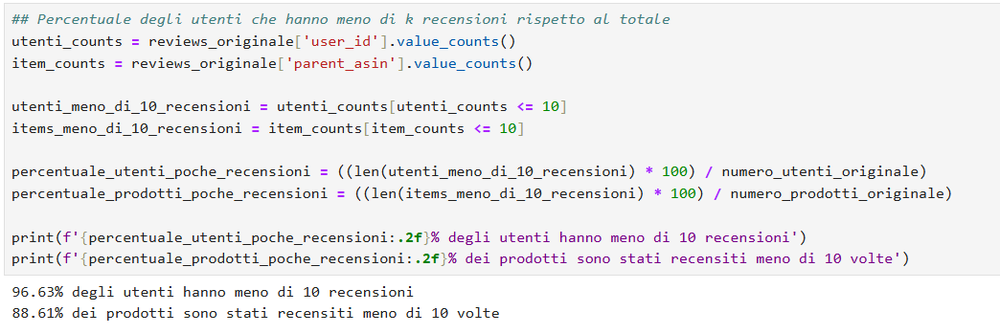 ## Percentuale degli utenti che hanno meno di k recensioni rispetto al totale
utenti_counts = reviews_originale['user_id'].value_counts()
item_counts = reviews_originale['parent_asin'].value_counts()
utenti_meno_di_10_recensioni = utenti_counts[utenti_counts <= 10]
items_meno_di_10_recensioni = item_counts[item_counts <= 10]
percentuale_utenti_poche_recensioni = ((len(utenti_meno_di_10_recensioni) * 100) / numero_utenti_originale)
percentuale_prodotti_poche_recensioni = ((len(items_meno_di_10_recensioni) * 100) / numero_prodotti_originale)
print(f'{percentuale_utenti_poche_recensioni:.2f}% degli utenti hanno meno di 10 recensioni')
print(f'{percentuale_prodotti_poche_recensioni:.2f}% dei prodotti sono stati recensiti meno di 10 volte')
96.63% degli utenti hanno meno di 10 recensioni
88.61% dei prodotti sono stati recensiti meno di 10 volte